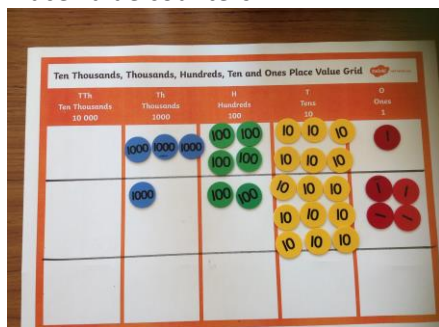 Ten Thousands, Thousands, Hundreds, Ten and Ones Place Value Grid
TTh Th H T O
Ten Thousands Thousands Hundreds Tens Ones
10 000 1000 100 10 1
1000 1000 1000 100 100 10 10 10 1
100 100 10 10 10
1000 100 100 10 10 10 1 1
10 10 10 1 1
10 10 10